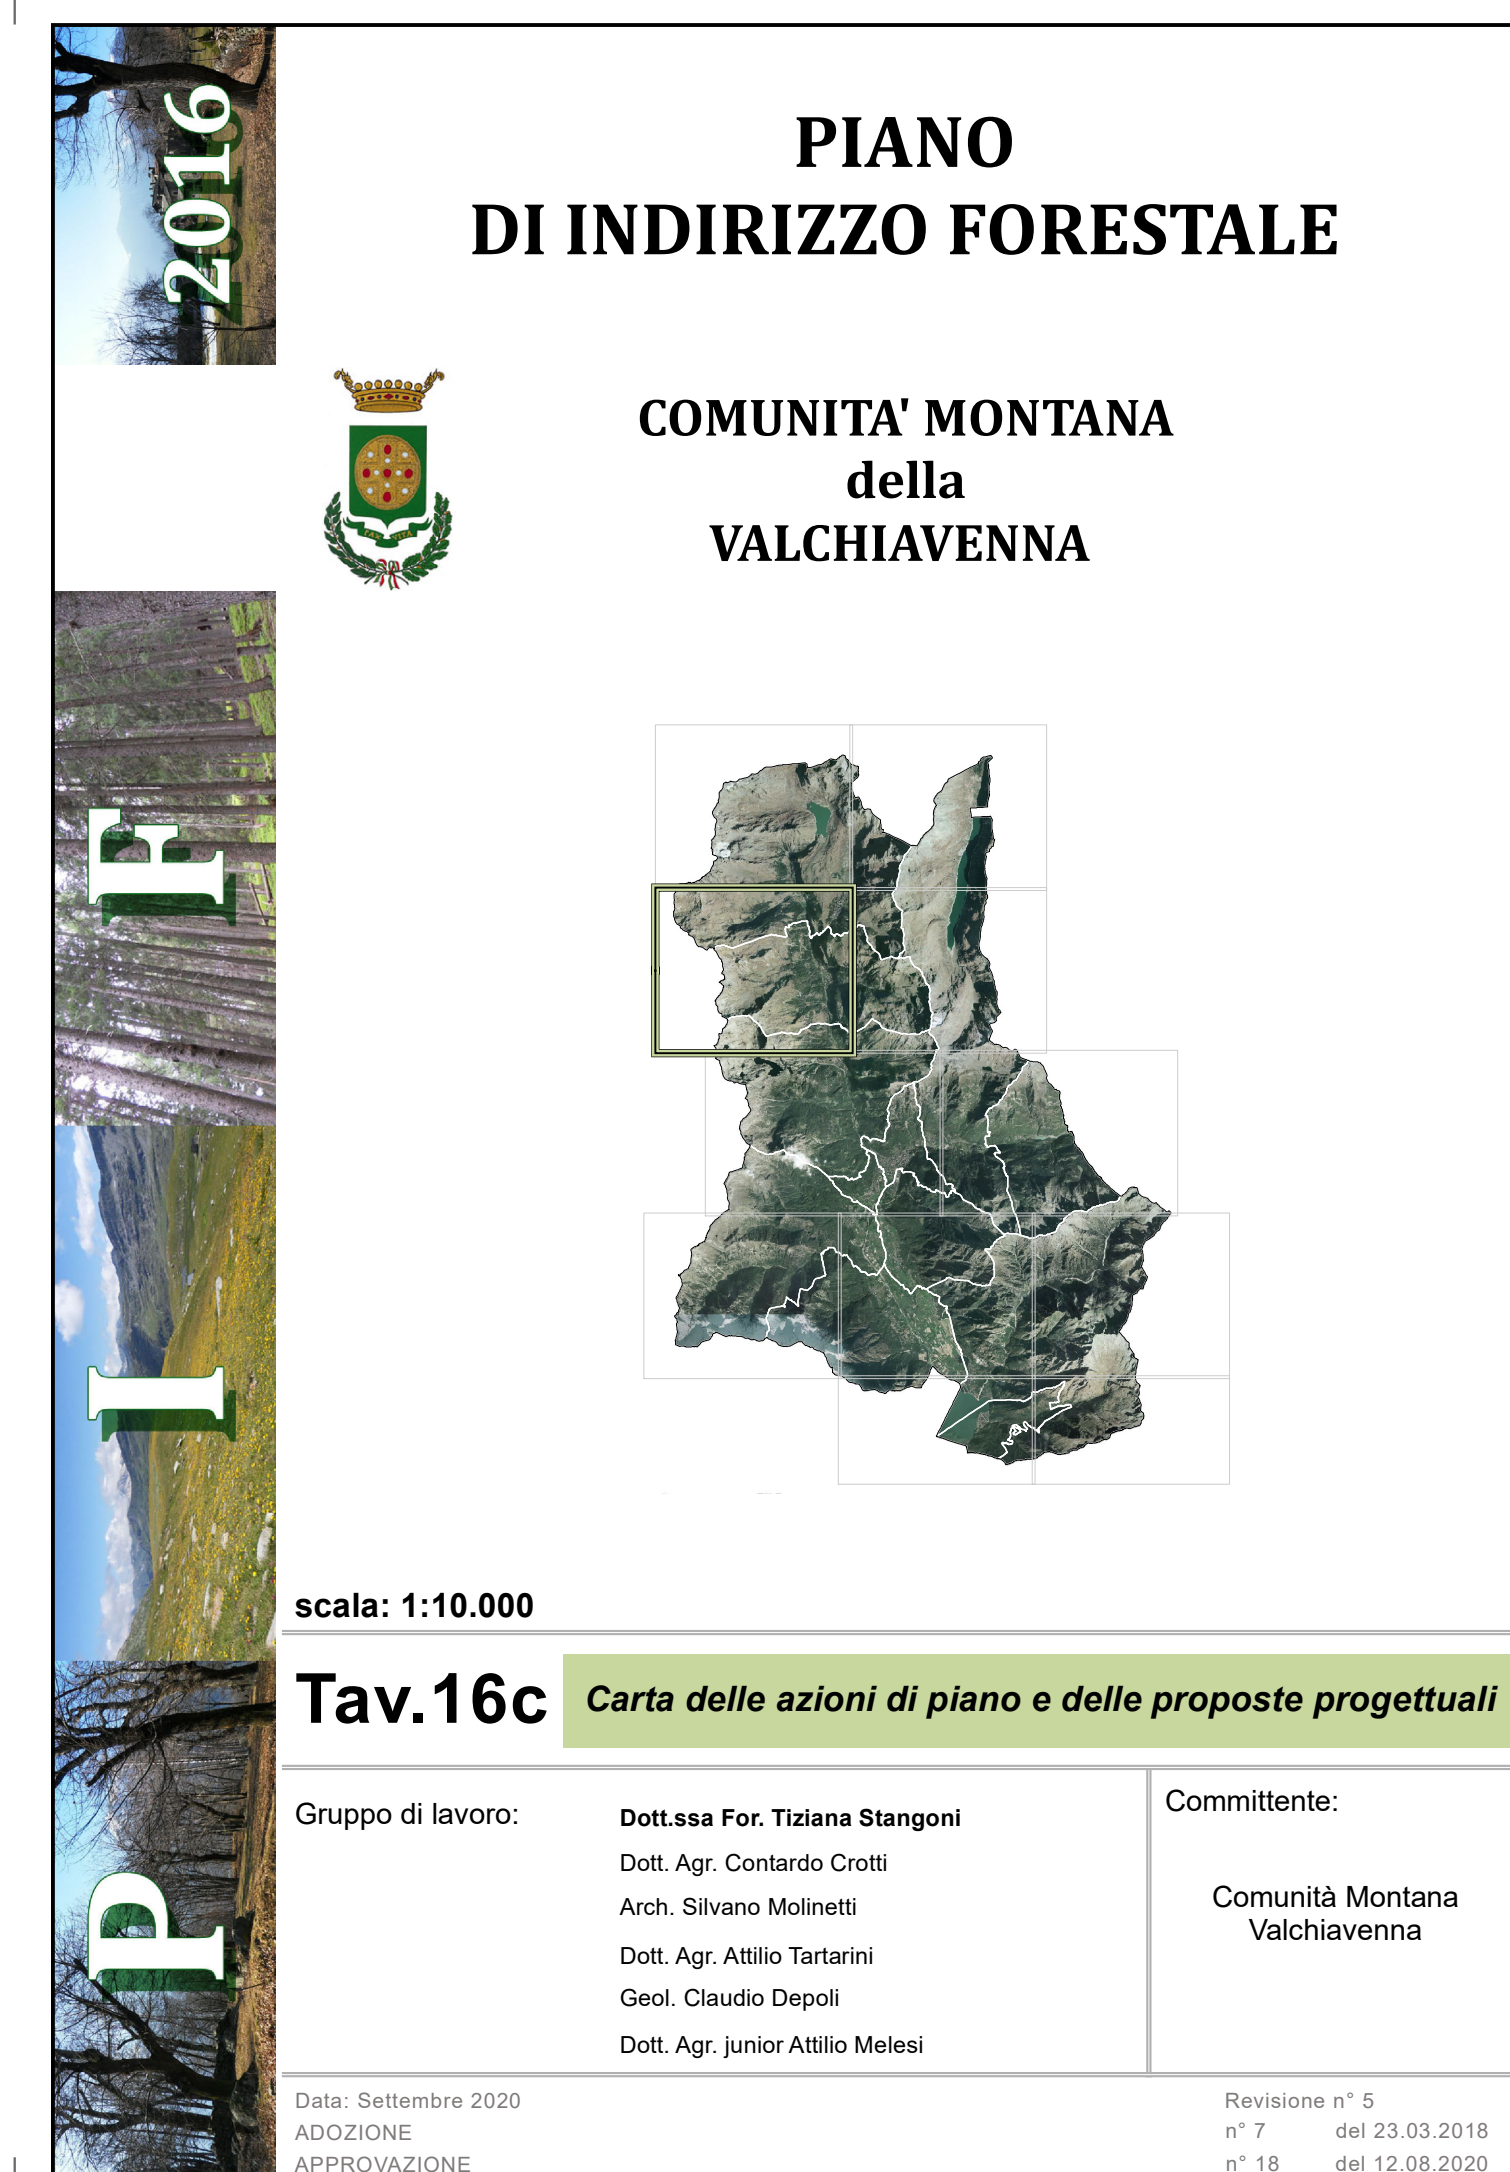 2016
PIANO
DI INDIRIZZO FORESTALE
COMUNITA' MONTANA
della
VALCHIAVENNA
PAX VITA
P I F
scala: 1:10.000
Tav.16c
Carta delle azioni di piano e delle proposte progettuali
Gruppo di lavoro:
Dott.ssa For. Tiziana Stangoni
Dott. Agr. Contardo Crotti
Arch. Silvano Molinetti
Dott. Agr. Attilio Tartarini
Geol. Claudio Depoli
Dott. Agr. junior Attilio Melesi
Committente:
Comunità Montana
Valchiavenna
Data: Settembre 2020
Revisione n° 5
ADOZIONE
n° 7 del 23.03.2018
APPROVAZIONE
n° 18 del 12.08.2020